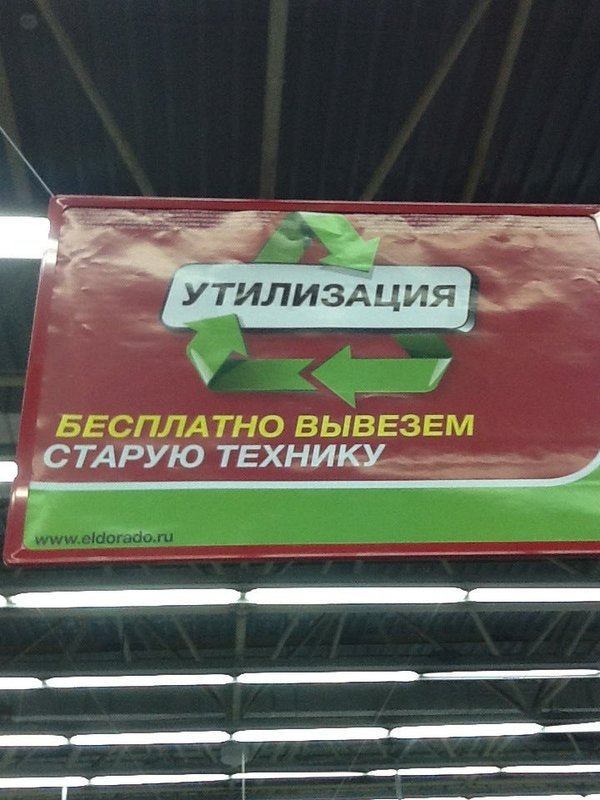 УТИЛИЗАЦИЯ
БЕСПЛАТНО ВЫВЕЗЕМ
СТАРУЮ ТЕХНИКУ
www.eldorado.ru